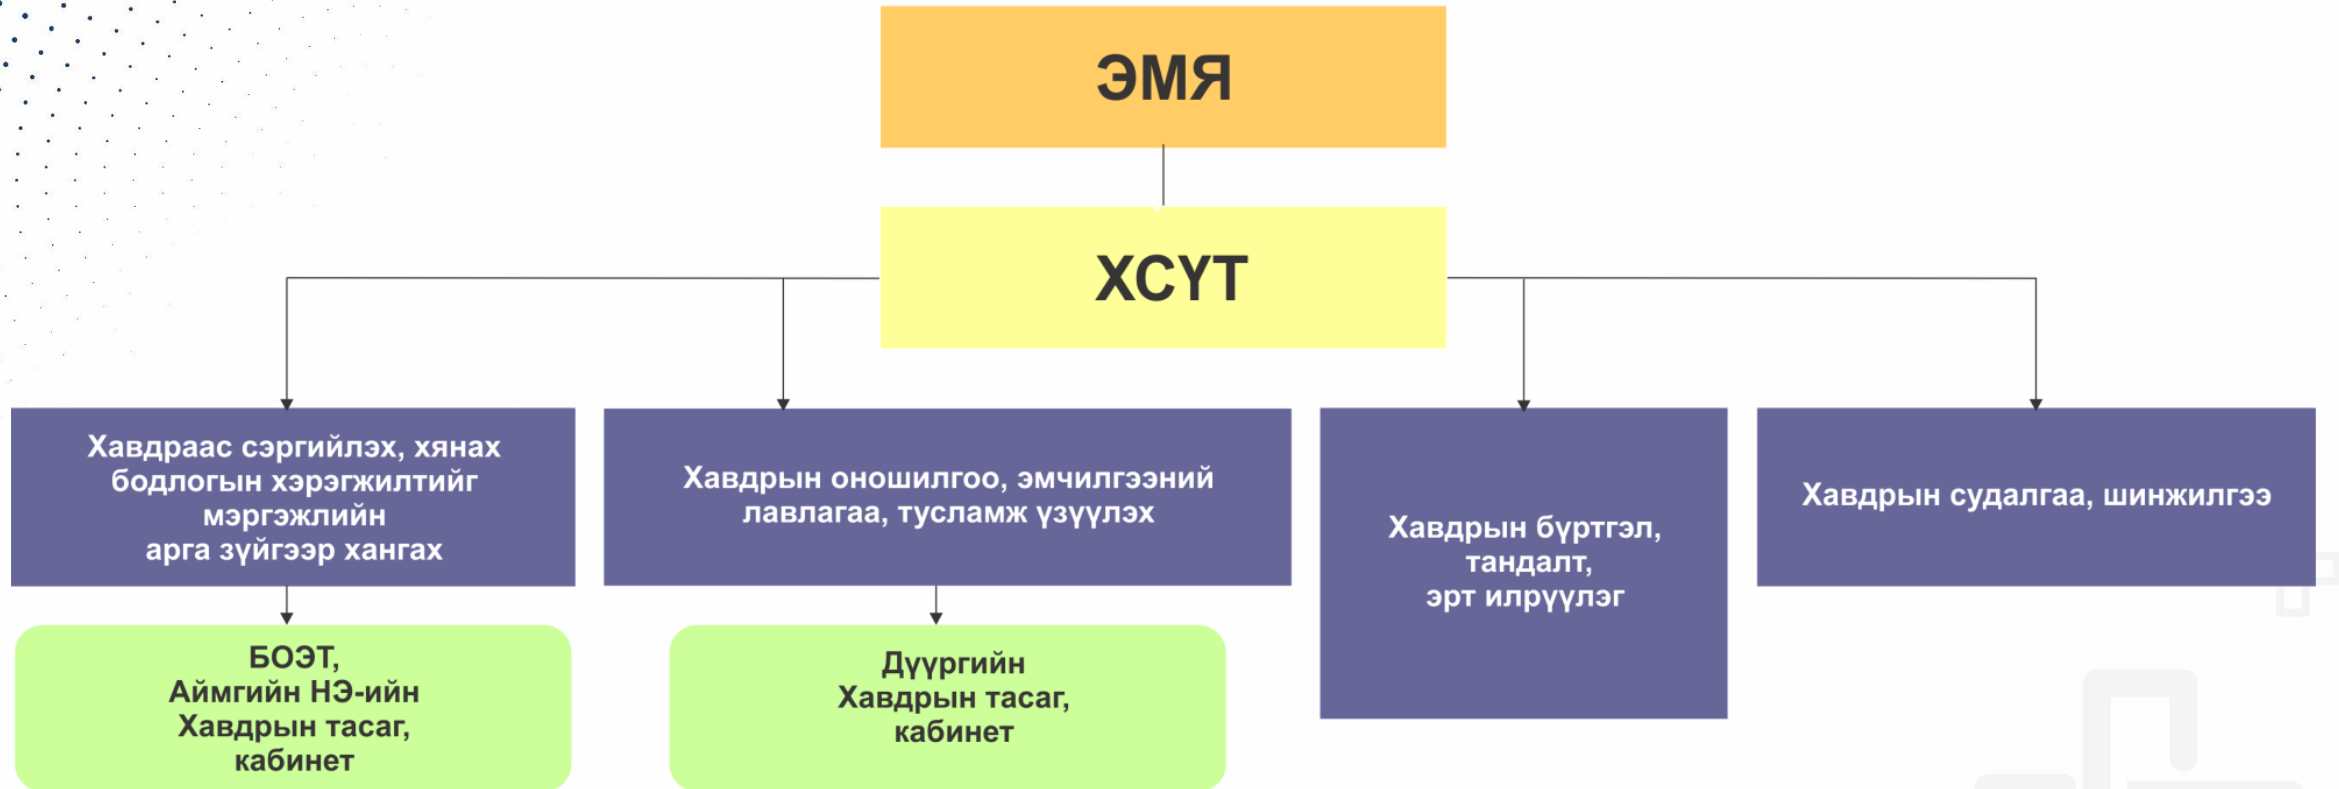 ЭМЯ
ХСҮТ
Хавдраас сэргийлэх, хянах
бодлогын хэрэгжилтийг
мэргэжлийн
арга зүйгээр хангах
Хавдрын оношилгоо, эмчилгээний
лавлагаа, тусламж үзүүлэх
Хавдрын бүртгэл,
тандалт,
эрт илрүүлэг
Хавдрын судалгаа, шинжилгээ
БОЭТ,
Аймгийн НЭ-ийн
Хавдрын тасаг,
кабинет
Дүүргийн
Хавдрын тасаг,
кабинет